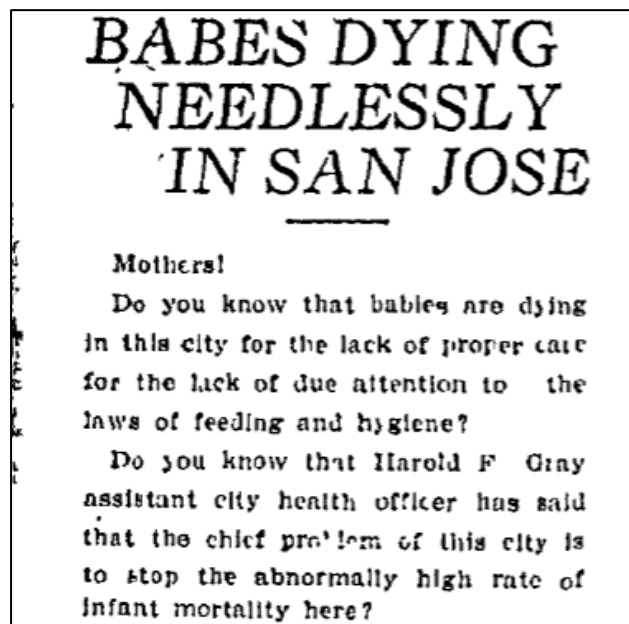 BABES DYING
NEEDLESSLY
IN SAN JOSE
Mothers!
Do you know that babies are dying
in this city for the lack of proper care
for the lack of due attention to the
laws of feeding and hygiene?
Do you know that Harold F Gray
assistant city health officer has said
that the chief problem of this city is
to stop the abnormally high rate of
infant mortality here?